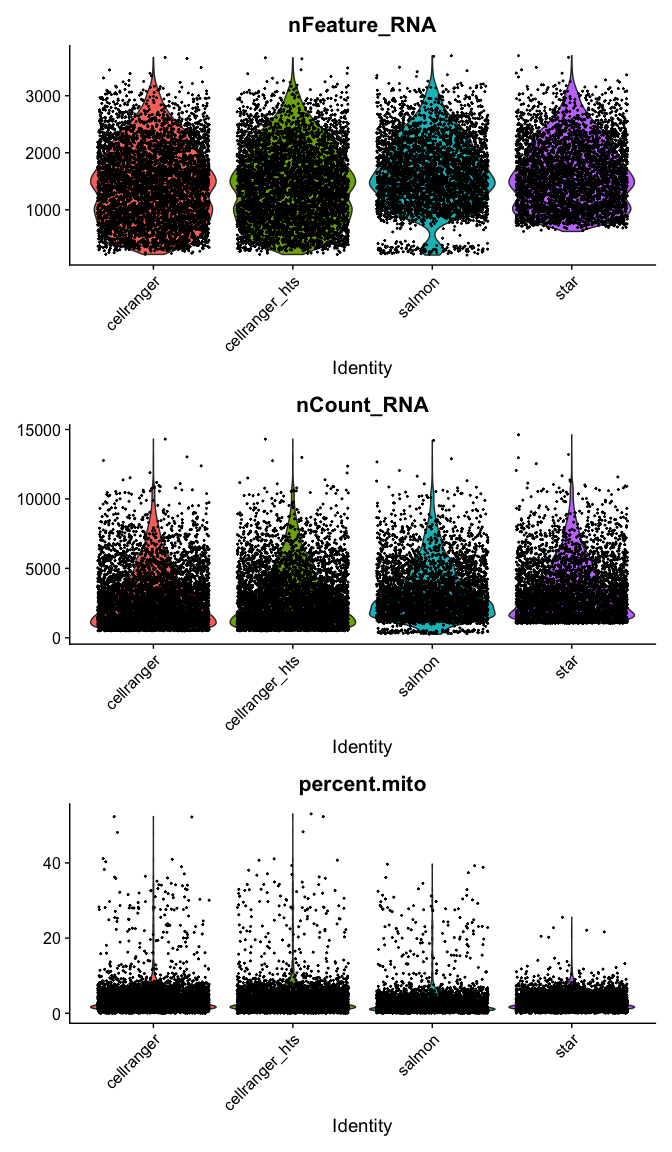 nFeature_RNA
3000
2000
1000
cellranger
cellranger_hts
salmon
star
Identity
nCount_RNA
15000
10000
5000
0
cellranger
cellranger_hts
salmon
star
Identity
percent.mito
40
20
0
cellranger
cellranger_hts
salmon
star
Identity